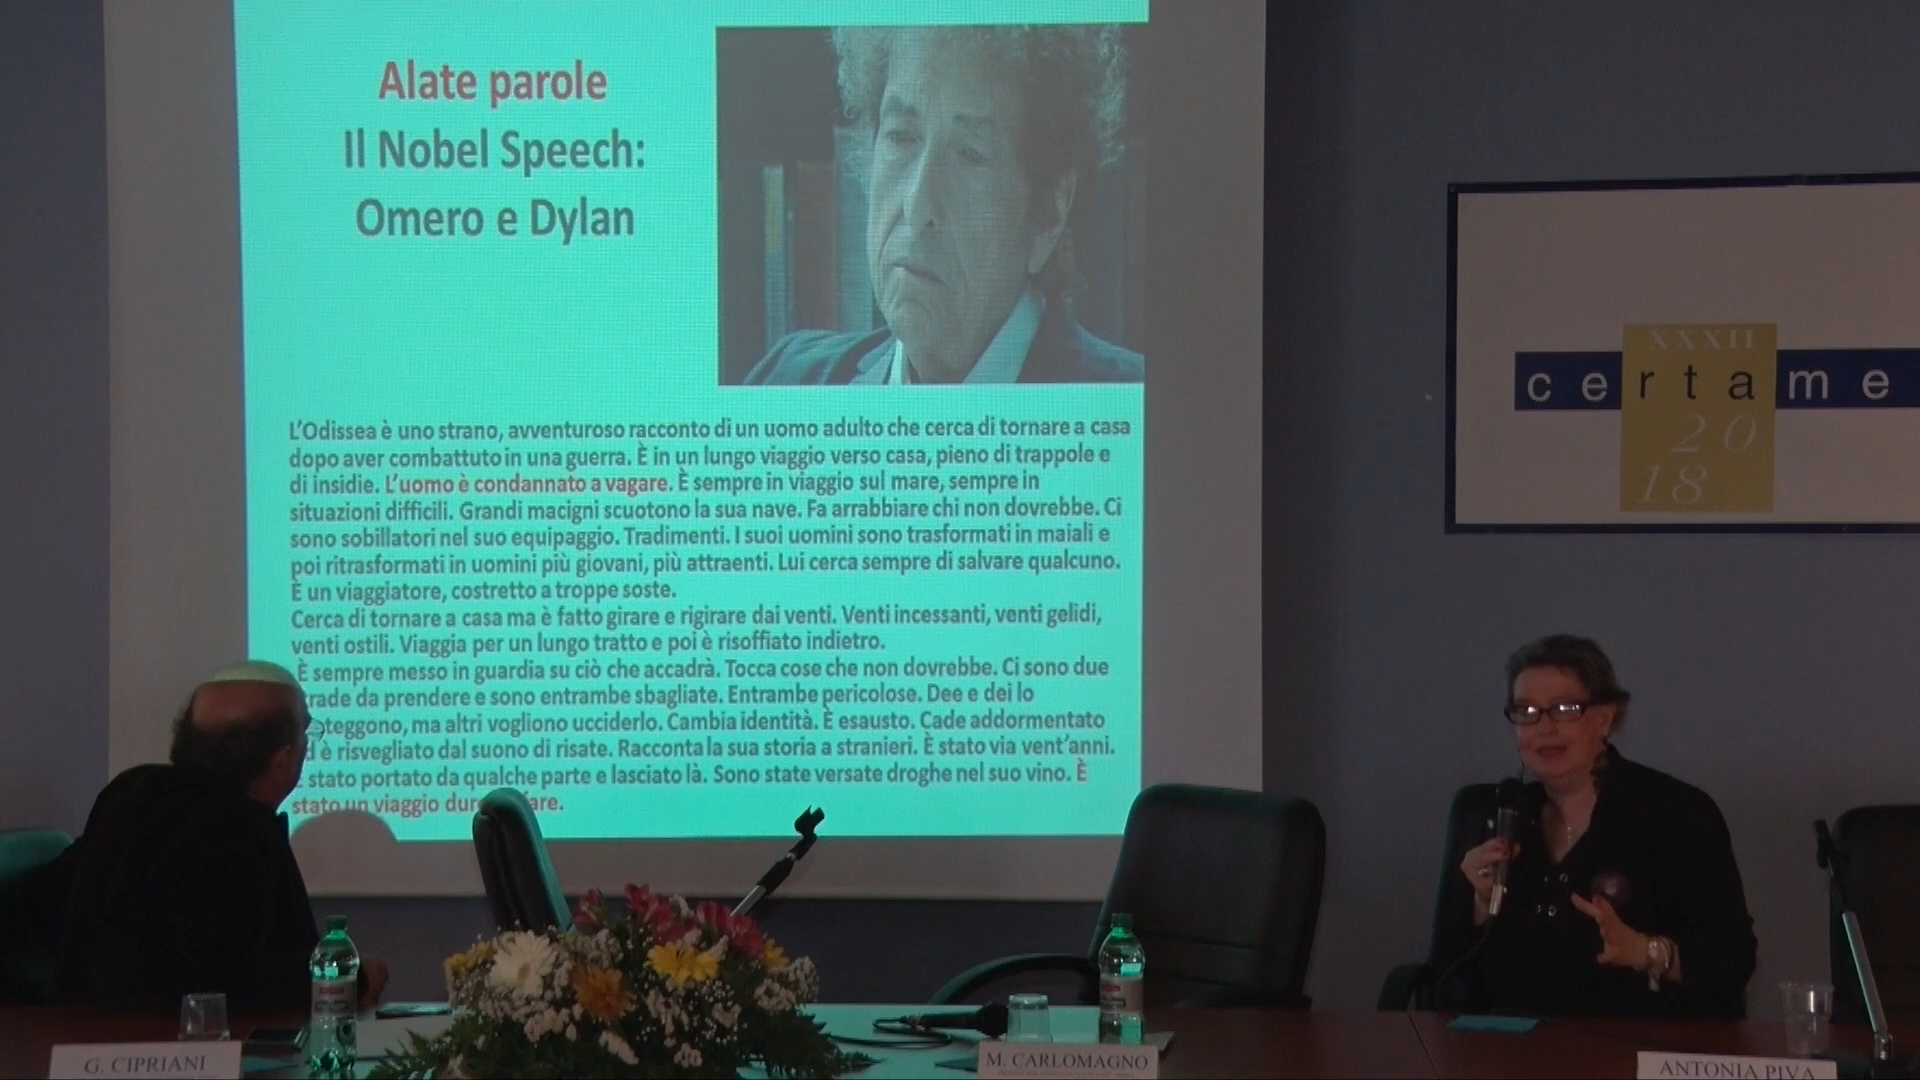 Alate parole
Il Nobel Speech:
Omero e Dylan
L'Odissea è uno strano, avventuroso racconto di un uomo adulto che cerca di tornare a casa
dopo aver combattuto in una guerra. È in un lungo viaggio verso casa, pieno di trappole e
di insidie. L'uomo è condannato a vagare. È sempre in viaggio sul mare, sempre in
situazioni difficili. Grandi macigni scuotono la sua nave. Fa arrabbiare chi non dovrebbe. Ci
sono sobillatori nel suo equipaggio. Tradimenti. I suoi uomini sono trasformati in maiali e
poi ritrasformati in uomini più giovani, più attraenti. Lui cerca sempre di salvare qualcuno.
È un viaggiatore, costretto a troppe soste.
Cerca di tornare a casa ma è fatto girare e rigirare dai venti. Venti incessanti, venti gelidi,
venti ostili. Viaggia per un lungo tratto e poi è risoffiato indietro.
È sempre messo in guardia su ciò che accadrà. Tocca cose che non dovrebbe. Ci sono due
trade da prendere e sono entrambe sbagliate. Entrambe pericolose. Dee e dei lo
teggono, ma altri vogliono ucciderlo. Cambia identità. È esausto. Cade addormentato
d è risvegliato dal suono di risate. Racconta la sua storia a stranieri. È stato via vent'anni.
È stato portato da qualche parte e lasciato là. Sono state versate droghe nel suo vino. È
stato un viaggio duro fare.
XXXII
certame
20
18
G. CIPRIANI
M. CARLOMAGNO
ANTONIA PIVA